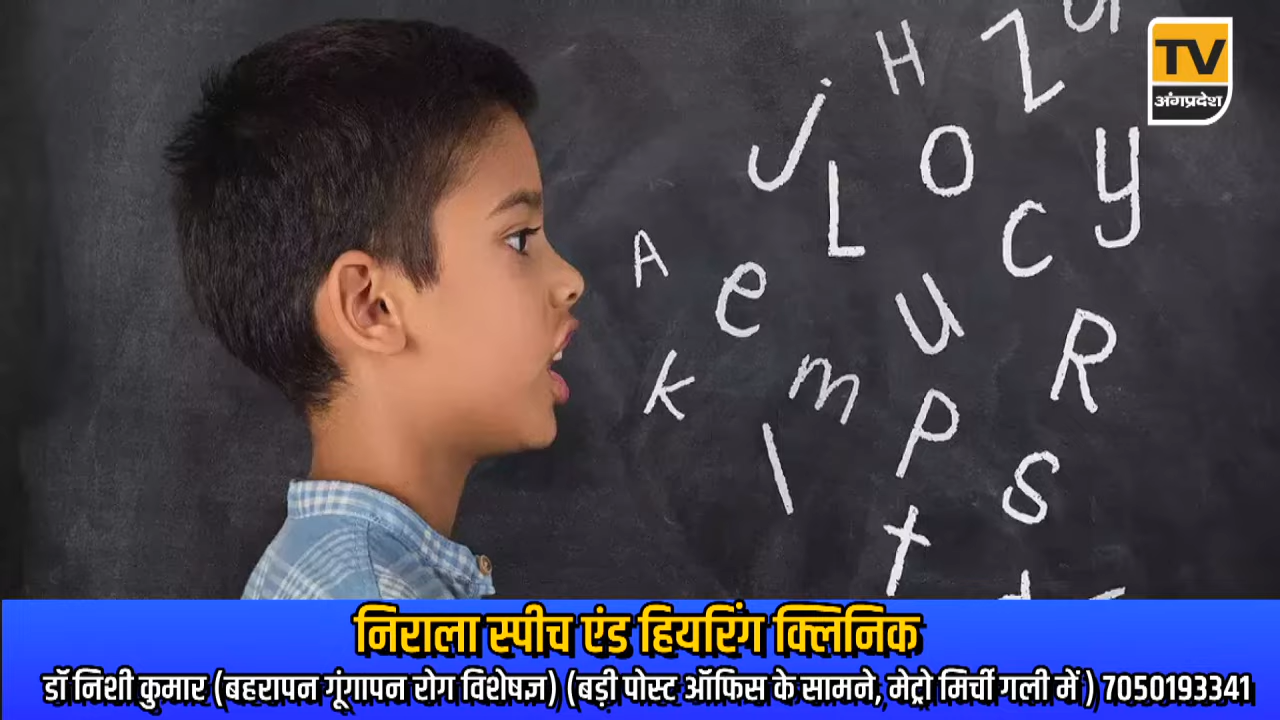 H Z u
TV
अंगप्रदेश
J O y
L C
A e u
R
k m
P
l S
t
निराला स्पीच एंड हियरिंग क्लिनिक
डॉ निशी कुमार (बहरापन गूंगापन रोग विशेषज्ञ) (बड़ी पोस्ट ऑफिस के सामने, मेट्रो मिर्ची गली में ) 7050193341